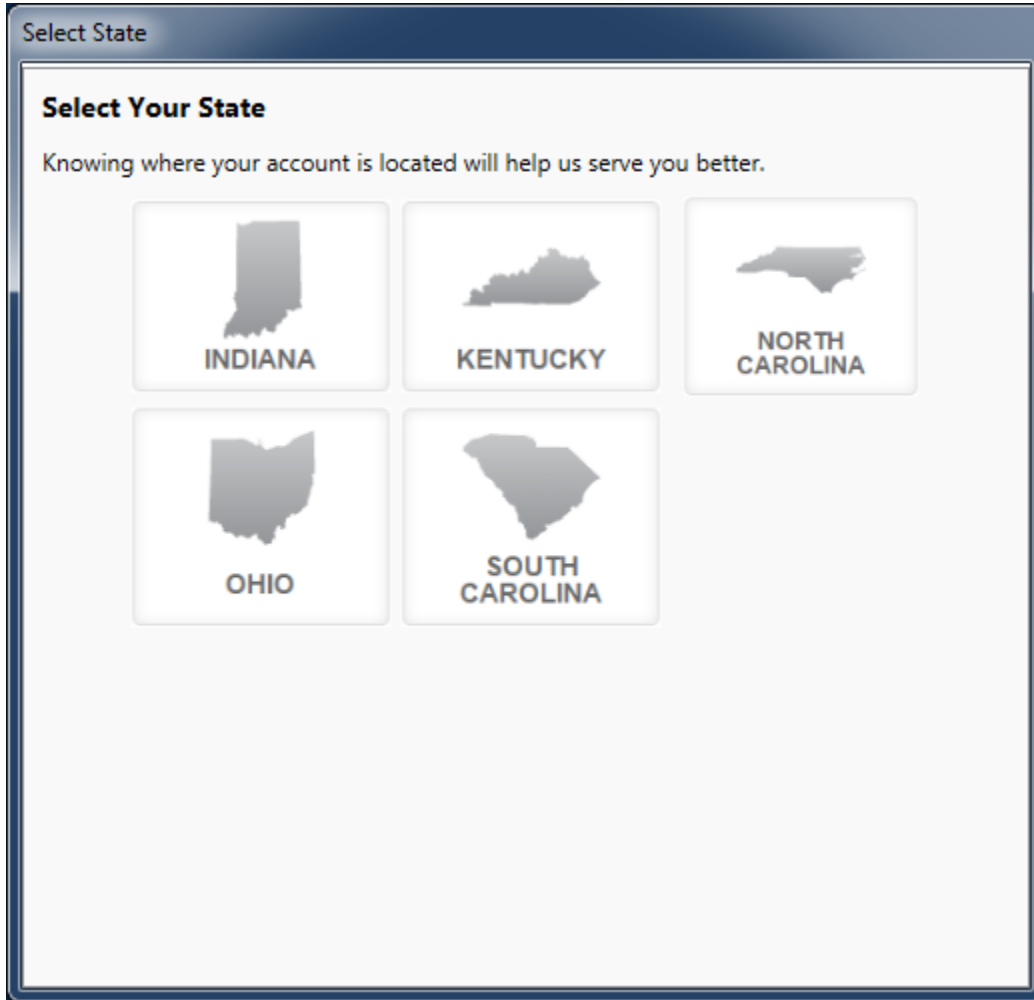 Select State
Select Your State
Knowing where your account is located will help us serve you better.
INDIANA
KENTUCKY
NORTH
CAROLINA
OHIO
SOUTH
CAROLINA